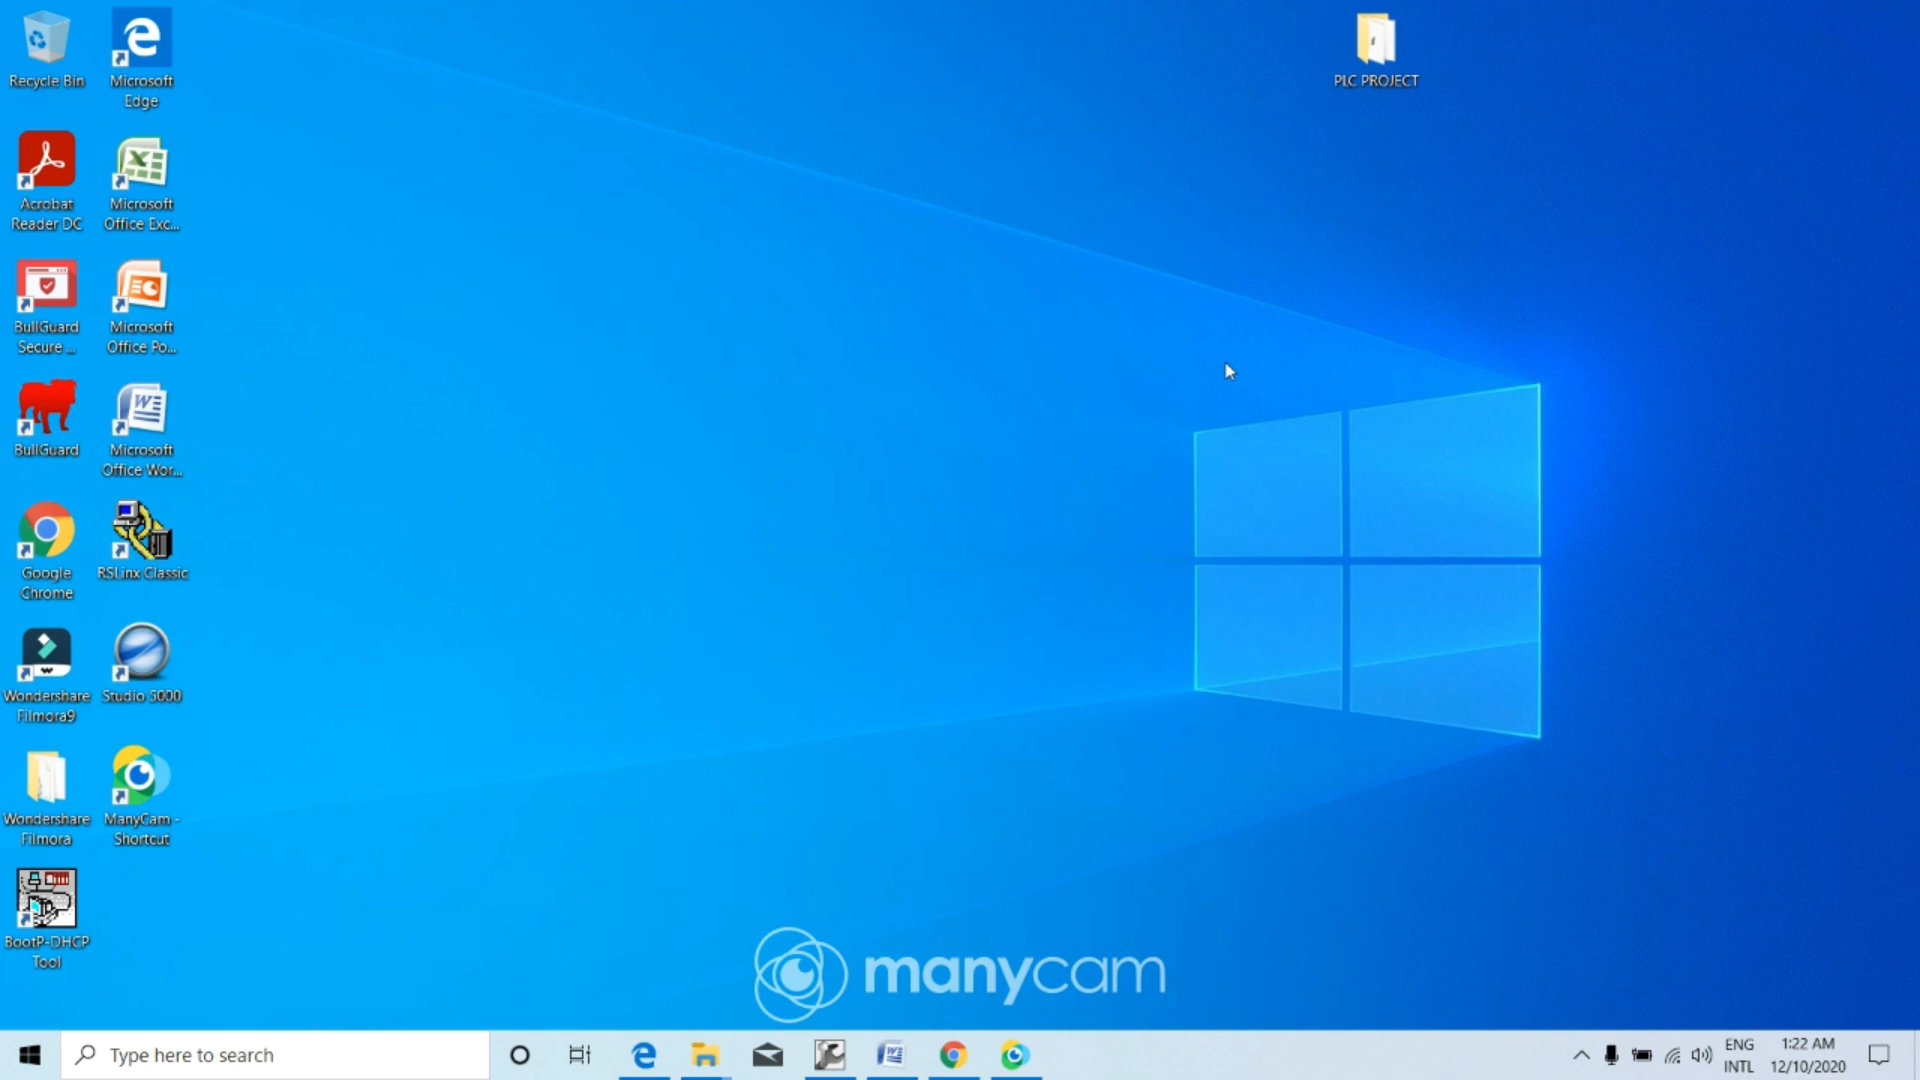 Recycle Bin
Microsoft
Edge
PLC PROJECT
Acrobat
Reader DC
Microsoft
Office Exc...
BullGuard
Secure ...
Microsoft
Office Po...
BullGuard
Microsoft
Office Wor...
Google
Chrome
RSLinx Classic
Wondershare
Filmora9
Studio 5000
Wondershare
Filmora
ManyCam -
Shortcut
BootP-DHCP
Tool
manycam
Type here to search
ENG
INTL
1:22 AM
12/10/2020